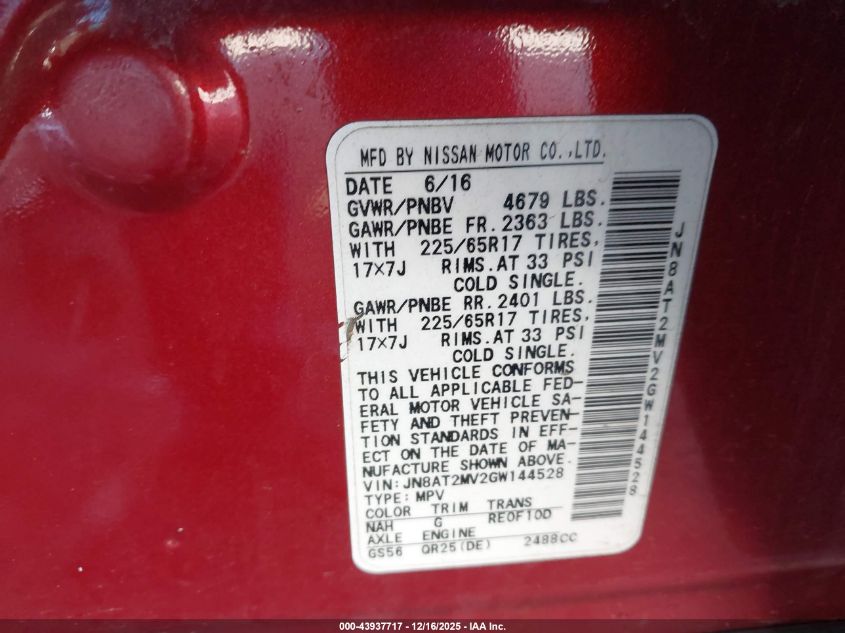 MFD BY NISSAN MOTOR CO.,LTD.
DATE 6/16
GVWR/PNBV 4679 LBS.
GAWR/PNBE FR. 2363 LBS.
WITH 225/65R17 TIRES,
17×7J RIMS.AT 33 PSI
COLD SINGLE.
GAWR/PNBE RR. 2401 LBS.
WITH 225/65R17 TIRES,
17×7J RIMS.AT 33 PSI
COLD SINGLE.
THIS VEHICLE CONFORMS
TO ALL APPLICABLE FED-
ERAL MOTOR VEHICLE SA-
FETY AND THEFT PREVEN-
TION STANDARDS IN EFF-
ECT ON THE DATE OF MA-
NUFACTURE SHOWN ABOVE.
VIN: JN8AT2MV2GW144528
TYPE: MPV
COLOR TRIM TRANS
NAH G RE0F10D
AXLE ENGINE
GS56 QR25(DE) 2488CC
JN8AT2MV2GW144528
000-43937717 - 12/16/2025 - IAA Inc.